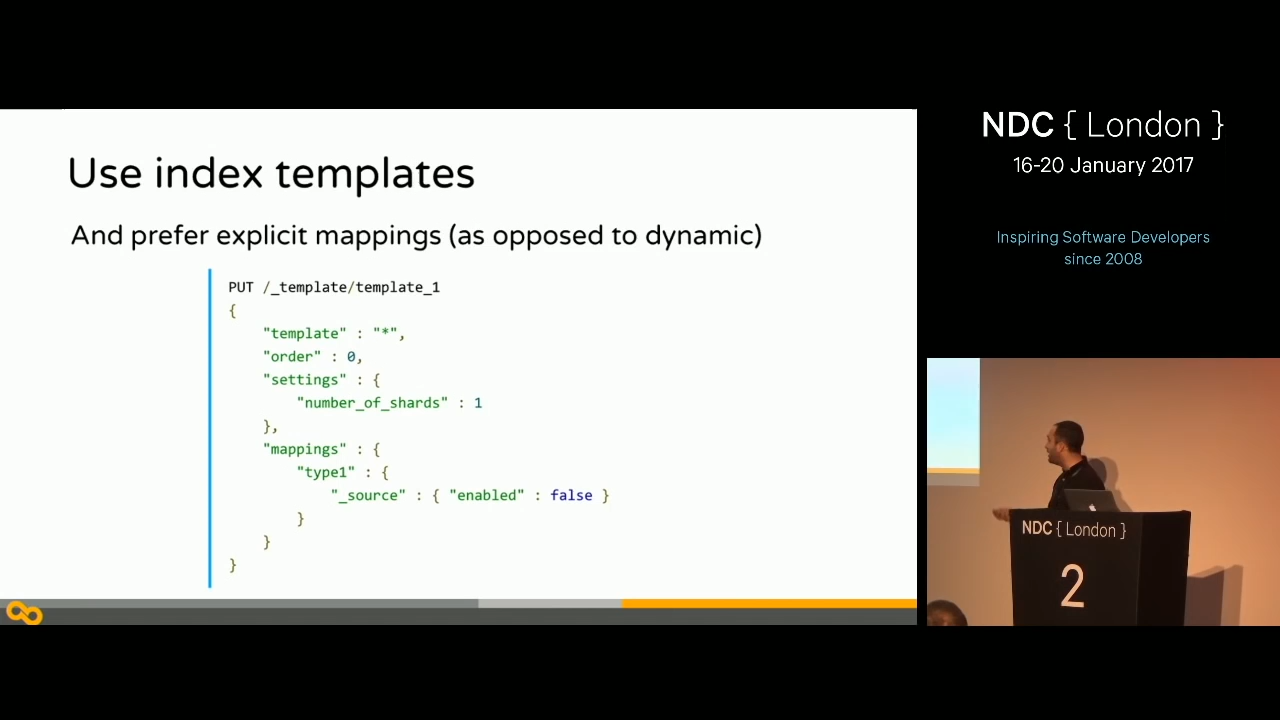 Use index templates
And prefer explicit mappings (as opposed to dynamic)
PUT /_template/template_1
{
    "template" : "*",
    "order" : 0,
    "settings" : {
        "number_of_shards" : 1
    },
    "mappings" : {
        "type1" : {
            "_source" : { "enabled" : false }
        }
    }
}
NDC { London }
16-20 January 2017
Inspiring Software Developers
since 2008
NDC { London }
2